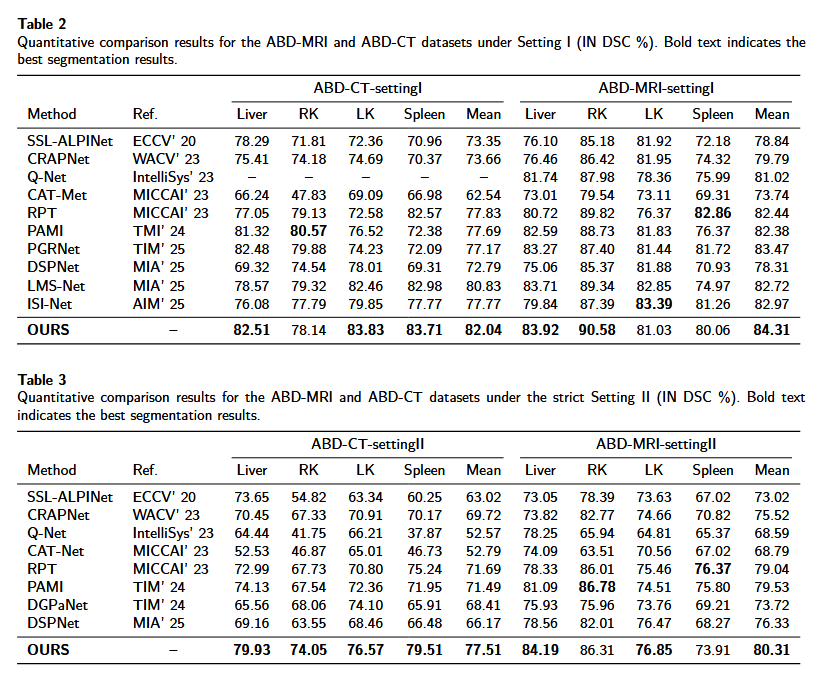 Table 2
Quantitative comparison results for the ABD-MRI and ABD-CT datasets under Setting I (IN DSC %). Bold text indicates the
best segmentation results.
ABD-CT-settingI ABD-MRI-settingI
Method Ref. Liver RK LK Spleen Mean Liver RK LK Spleen Mean
SSL-ALPINet ECCV' 20 78.29 71.81 72.36 70.96 73.35 76.10 85.18 81.92 72.18 78.84
CRAPNet WACV' 23 75.41 74.18 74.69 70.37 73.66 76.46 86.42 81.95 74.32 79.79
Q-Net IntelliSys' 23 – – – – – 81.74 87.98 78.36 75.99 81.02
CAT-Met MICCAI' 23 66.24 47.83 69.09 66.98 62.54 73.01 79.54 73.11 69.31 73.74
RPT MICCAI' 23 77.05 79.13 72.58 82.57 77.83 80.72 89.82 76.37 82.86 82.44
PAMI TMI' 24 81.32 80.57 76.52 72.38 77.69 82.59 88.73 81.83 76.37 82.38
PGRNet TIM' 25 82.48 79.88 74.23 72.09 77.17 83.27 87.40 81.44 81.72 83.47
DSPNet MIA' 25 69.32 74.54 78.01 69.31 72.79 75.06 85.37 81.88 70.93 78.31
LMS-Net MIA' 25 78.57 79.32 82.46 82.98 80.83 83.71 89.34 82.85 74.97 82.72
ISI-Net AIM' 25 76.08 77.79 79.85 77.77 77.77 79.84 87.39 83.39 81.26 82.97
OURS – 82.51 78.14 83.83 83.71 82.04 83.92 90.58 81.03 80.06 84.31
Table 3
Quantitative comparison results for the ABD-MRI and ABD-CT datasets under the strict Setting II (IN DSC %). Bold text
indicates the best segmentation results.
ABD-CT-settingII ABD-MRI-settingII
Method Ref. Liver RK LK Spleen Mean Liver RK LK Spleen Mean
SSL-ALPINet ECCV' 20 73.65 54.82 63.34 60.25 63.02 73.05 78.39 73.63 67.02 73.02
CRAPNet WACV' 23 70.45 67.33 70.91 70.17 69.72 73.82 82.77 74.66 70.82 75.52
Q-Net IntelliSys' 23 64.44 41.75 66.21 37.87 52.57 78.25 65.94 64.81 65.37 68.59
CAT-Net MICCAI' 23 52.53 46.87 65.01 46.73 52.79 74.09 63.51 70.56 67.02 68.79
RPT MICCAI' 23 72.99 67.73 70.80 75.24 71.69 78.33 86.01 75.46 76.37 79.04
PAMI TIM' 24 74.13 67.54 72.36 71.95 71.49 81.09 86.78 74.51 75.80 79.53
DGPaNet TIM' 24 65.56 68.06 74.10 65.91 68.41 75.93 75.96 73.76 69.21 73.72
DSPNet MIA' 25 69.16 63.55 68.46 66.48 66.17 78.56 82.01 76.47 68.27 76.33
OURS – 79.93 74.05 76.57 79.51 77.51 84.19 86.31 76.85 73.91 80.31